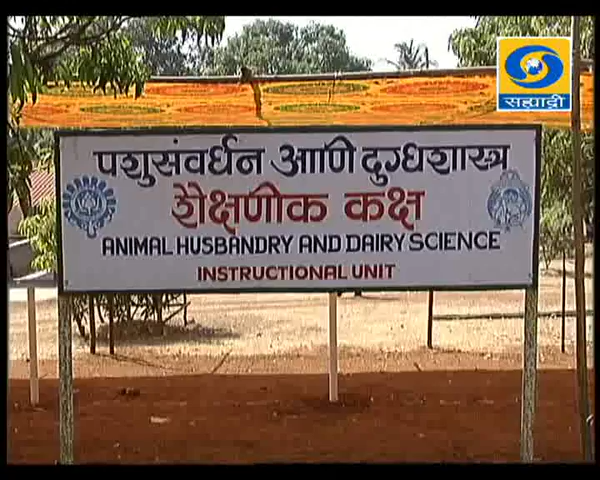 सह्याद्री
पशुसंवर्धन आणि दुग्धशास्त्र
शैक्षणीक कक्ष
ANIMAL HUSBANDRY AND DAIRY SCIENCE
INSTRUCTIONAL UNIT